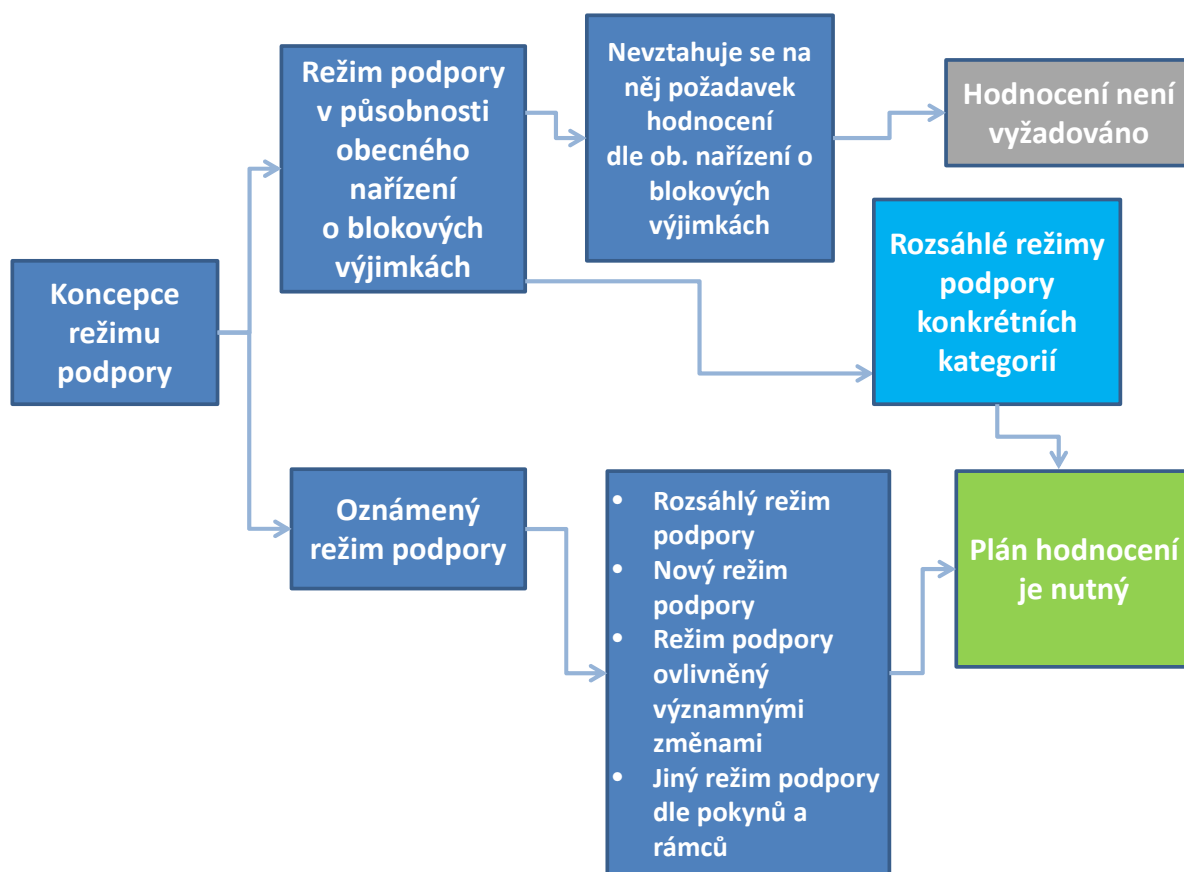 Koncepce
režimu
podpory
Režim podpory
v působnosti
obecného
nařízení
o blokových
výjimkách
Nevztahuje se na
něj požadavek
hodnocení
dle ob. nařízení o
blokových
výjimkách
Hodnocení není
vyžadováno
Rozsáhlé režimy
podpory
konkrétních
kategorií
Oznámený
režim podpory
• Rozsáhlý režim
podpory
• Nový režim
podpory
• Režim podpory
ovlivněný
významnými
změnami
• Jiný režim podpory
dle pokynů a
rámců
Plán hodnocení
je nutný